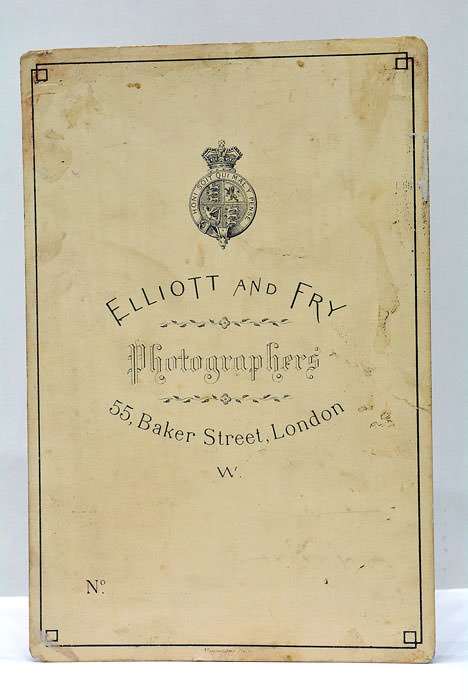 HONI SOIT QUI MAL Y PENSE
ELLIOTT AND FRY
Photographers
55, Baker Street, London
W.
No.